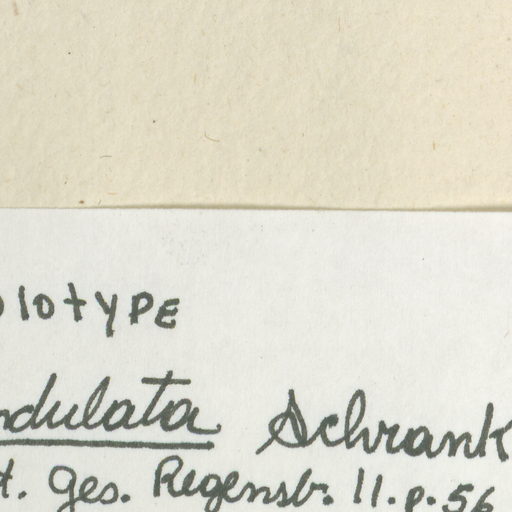 olotype
ndulata Schrank
t. Ges. Regensb. 11. p. 56